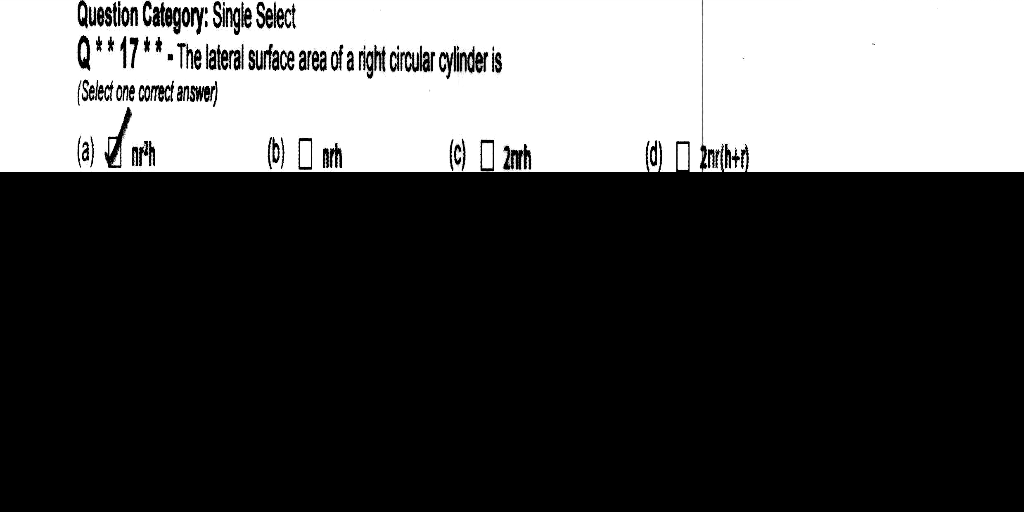 Question Category: Single Select
Q * * 17 * * - The lateral surface area of a right circular cylinder is
(Select one correct answer)
(a) ☑ πr²h (b) ☐ πrh (c) ☐ 2πrh (d) ☐ 2πr(h+r)